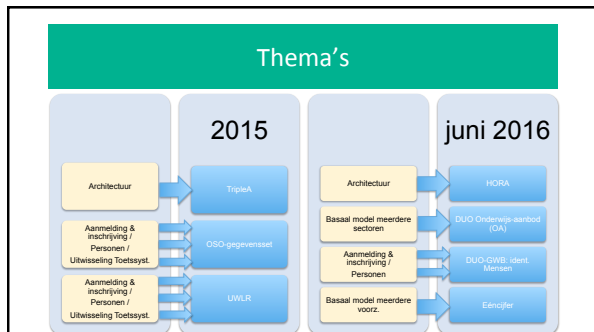 Thema's
2015
Architectuur
TripleA
Aanmelding &
inschrijving /
Personen /
Uitwisseling Toetssyst.
OSO-gegevensset
Aanmelding &
inschrijving /
Personen /
Uitwisseling Toetssyst.
UWLR
juni 2016
Architectuur
HORA
Basaal model meerdere
sectoren
DUO Onderwijs-aanbod
(OA)
Aanmelding &
inschrijving /
Personen
DUO-GWB: ident.
Mensen
Basaal model meerdere
voorz.
Eéncijfer